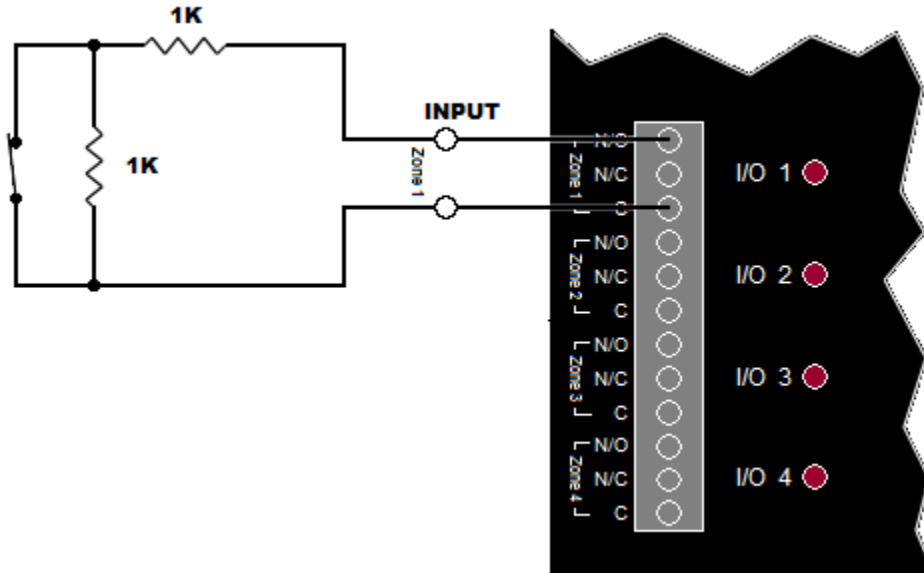 1K
1K
INPUT
Zone 1
N/O
N/C
C
Zone 1
I/O 1
N/O
N/C
C
Zone 2
I/O 2
N/O
N/C
C
Zone 3
I/O 3
N/O
N/C
C
Zone 4
I/O 4